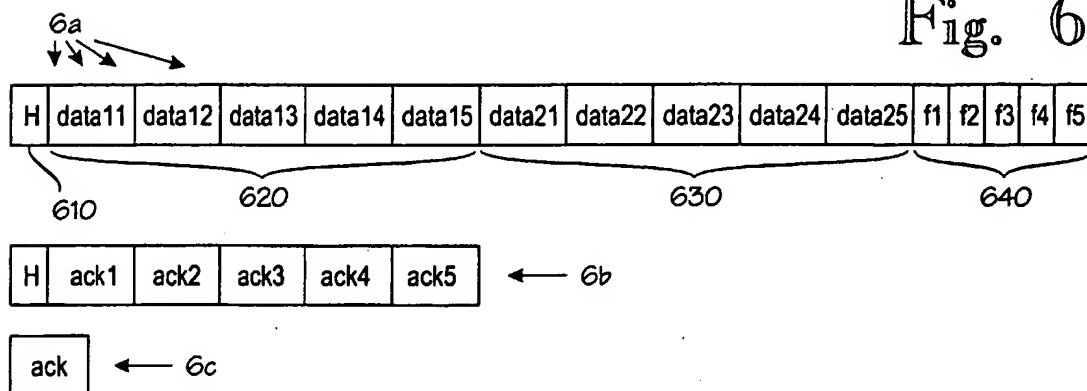 Fig. 6
6a
H data11 data12 data13 data14 data15 data21 data22 data23 data24 data25 f1 f2 f3 f4 f5
610 620 630 640
H ack1 ack2 ack3 ack4 ack5 6b
ack 6c